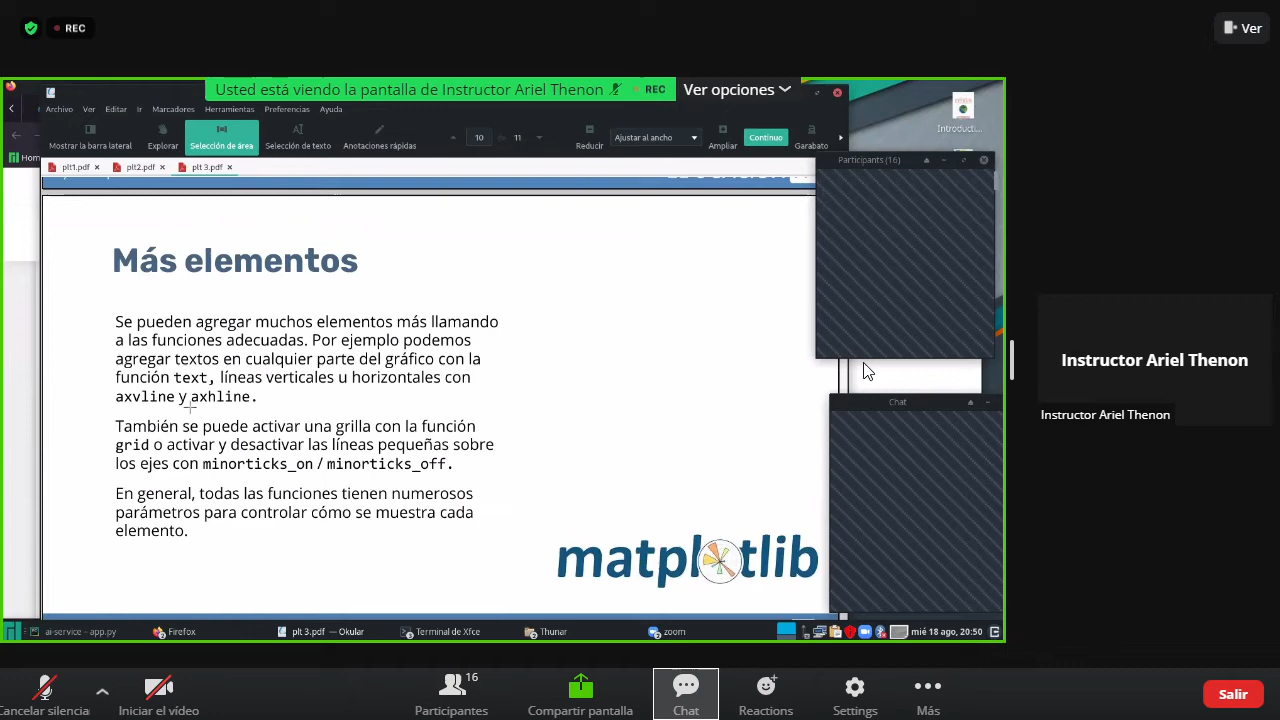 REC
Ver
Usted está viendo la pantalla de Instructor Ariel Thenon
REC
Ver opciones
Archivo Ver Editar Ir Marcadores Herramientas Preferencias Ayuda
Mostrar la barra lateral
Explorar
Selección de área
Selección de texto
Anotaciones rápidas
10 de 11
Reducir
Ajustar al ancho
Ampliar
Continuo
Garabato
Introducti...
Hom
plt1.pdf
plt2.pdf
plt 3.pdf
Participants (16)
Más elementos
Se pueden agregar muchos elementos más llamando
a las funciones adecuadas. Por ejemplo podemos
agregar textos en cualquier parte del gráfico con la
función text, líneas verticales u horizontales con
axvline y axhline.
También se puede activar una grilla con la función
grid o activar y desactivar las líneas pequeñas sobre
los ejes con minorticks_on / minorticks_off.
En general, todas las funciones tienen numerosos
parámetros para controlar cómo se muestra cada
elemento.
matplotlib
Chat
Instructor Ariel Thenon
Instructor Ariel Thenon
ai-service – app.py
Firefox
plt 3.pdf — Okular
Terminal de Xfce
Thunar
zoom
mié 18 ago, 20:50
Cancelar silencia
Iniciar el vídeo
16
Participantes
Compartir pantalla
Chat
Reactions
Settings
Más
Salir